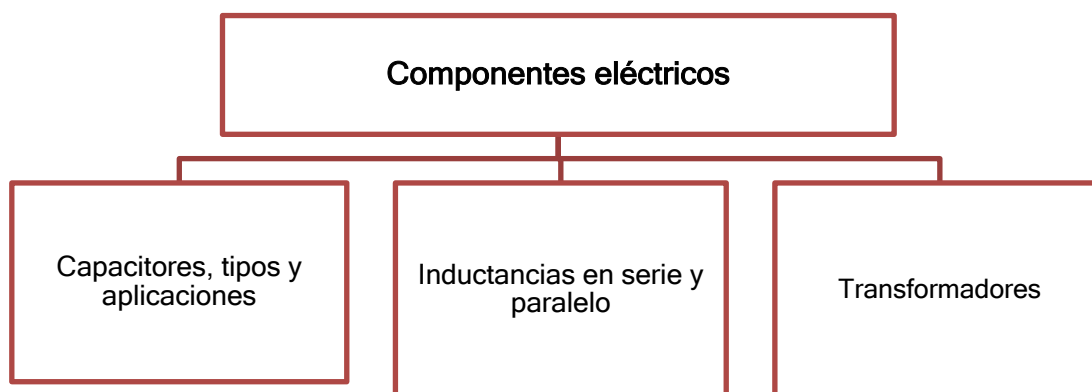 Componentes eléctricos
Capacitores, tipos y
aplicaciones
Inductancias en serie y
paralelo
Transformadores